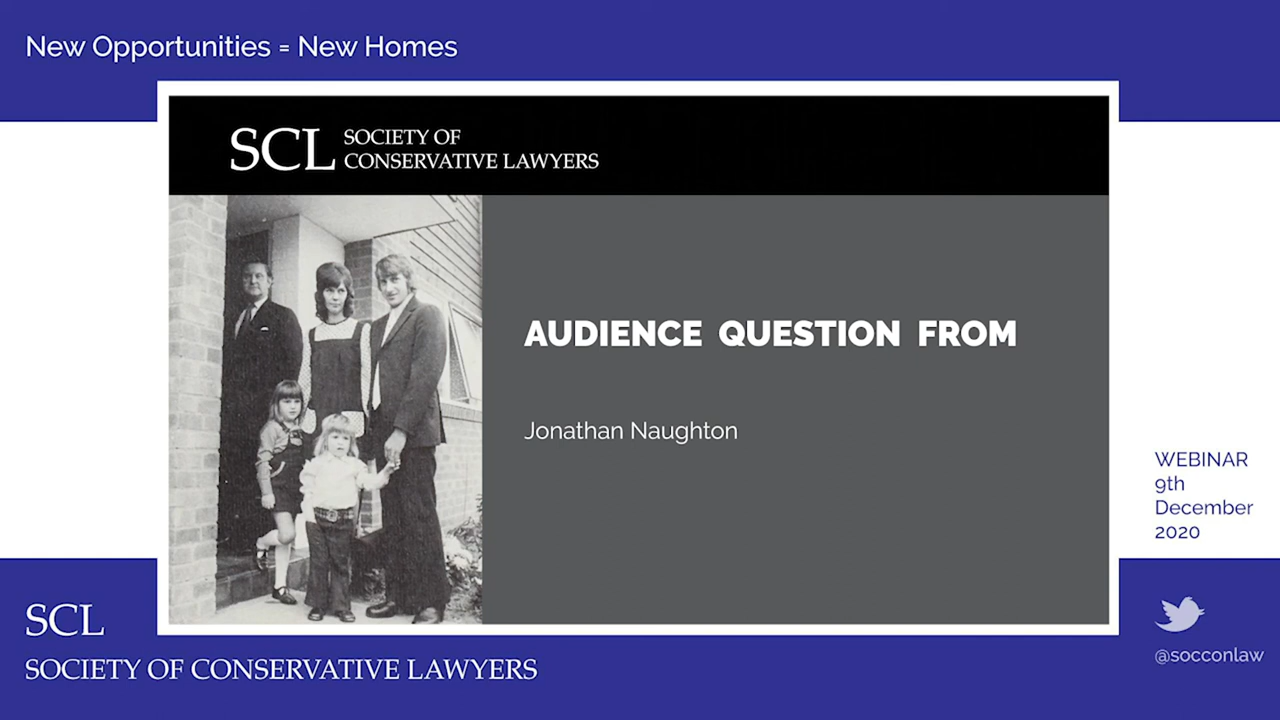 New Opportunities = New Homes
SCL
SOCIETY OF
CONSERVATIVE LAWYERS
AUDIENCE QUESTION FROM
Jonathan Naughton
WEBINAR
9th
December
2020
SCL
SOCIETY OF CONSERVATIVE LAWYERS
@socconlaw